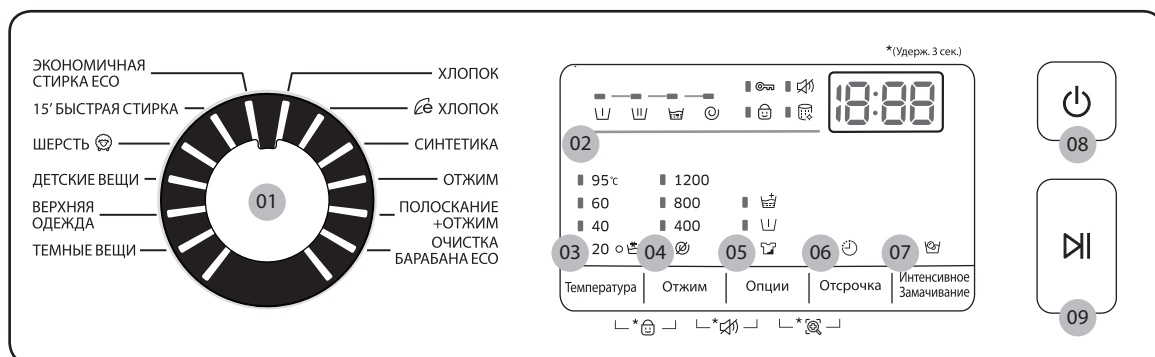 *(Удерж. 3 сек.)
ЭКОНОМИЧНАЯ
СТИРКА ECO
15' БЫСТРАЯ СТИРКА
ШЕРСТЬ
ДЕТСКИЕ ВЕЩИ
ВЕРХНЯЯ
ОДЕЖДА
ТЕМНЫЕ ВЕЩИ
01
ХЛОПОК
e ХЛОПОК
СИНТЕТИКА
ОТЖИМ
ПОЛОСКАНИЕ
+ОТЖИМ
ОЧИСТКА
БАРАБАНА ECO
18:88
02
95℃ 1200
60 800
40 400
20
03 04 05 06 07
Температура Отжим Опции Отсрочка Интенсивное
Замачивание
* * *
08
09